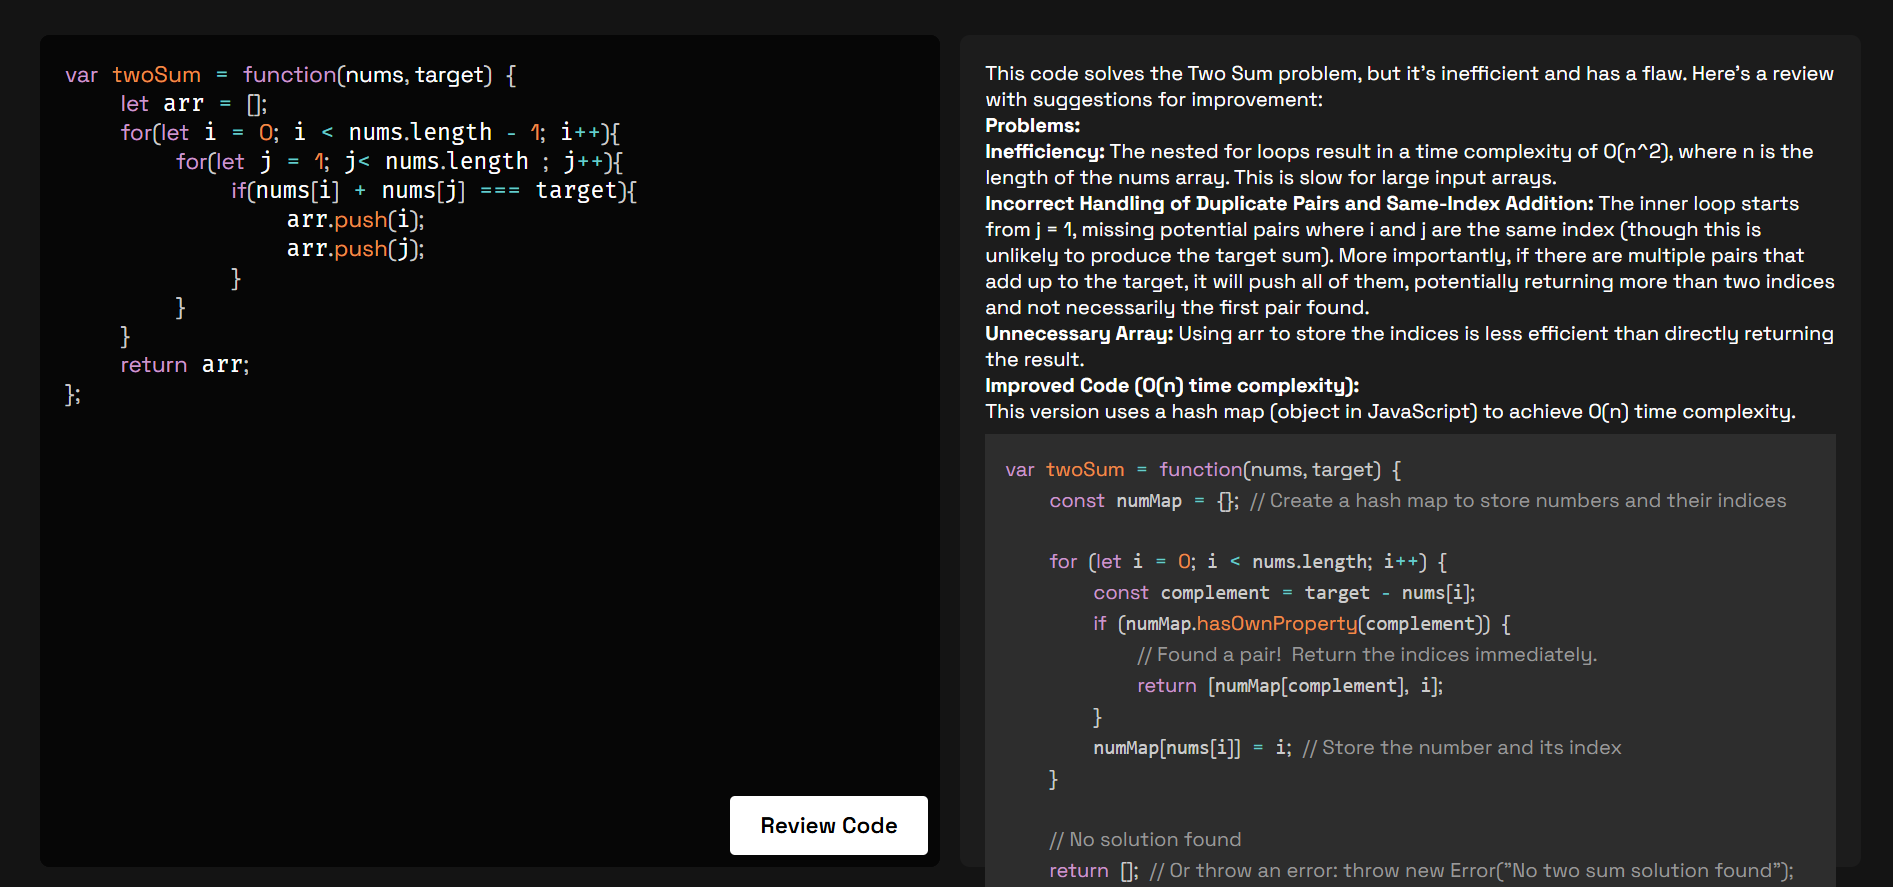 var twoSum = function(nums, target) {
let arr = [];
for(let i = 0; i < nums.length - 1; i++){
for(let j = 1; j< nums.length ; j++){
if(nums[i] + nums[j] === target){
arr.push(i);
arr.push(j);
}
}
}
return arr;
};
Review Code
This code solves the Two Sum problem, but it's inefficient and has a flaw. Here's a review
with suggestions for improvement:
Problems:
Inefficiency: The nested for loops result in a time complexity of O(n^2), where n is the
length of the nums array. This is slow for large input arrays.
Incorrect Handling of Duplicate Pairs and Same-Index Addition: The inner loop starts
from j = 1, missing potential pairs where i and j are the same index (though this is
unlikely to produce the target sum). More importantly, if there are multiple pairs that
add up to the target, it will push all of them, potentially returning more than two indices
and not necessarily the first pair found.
Unnecessary Array: Using arr to store the indices is less efficient than directly returning
the result.
Improved Code (O(n) time complexity):
This version uses a hash map (object in JavaScript) to achieve O(n) time complexity.
var twoSum = function(nums, target) {
const numMap = {}; // Create a hash map to store numbers and their indices
for (let i = 0; i < nums.length; i++) {
const complement = target - nums[i];
if (numMap.hasOwnProperty(complement)) {
// Found a pair!  Return the indices immediately.
return [numMap[complement], i];
}
numMap[nums[i]] = i; // Store the number and its index
}
// No solution found
return []; // Or throw an error: throw new Error("No two sum solution found");